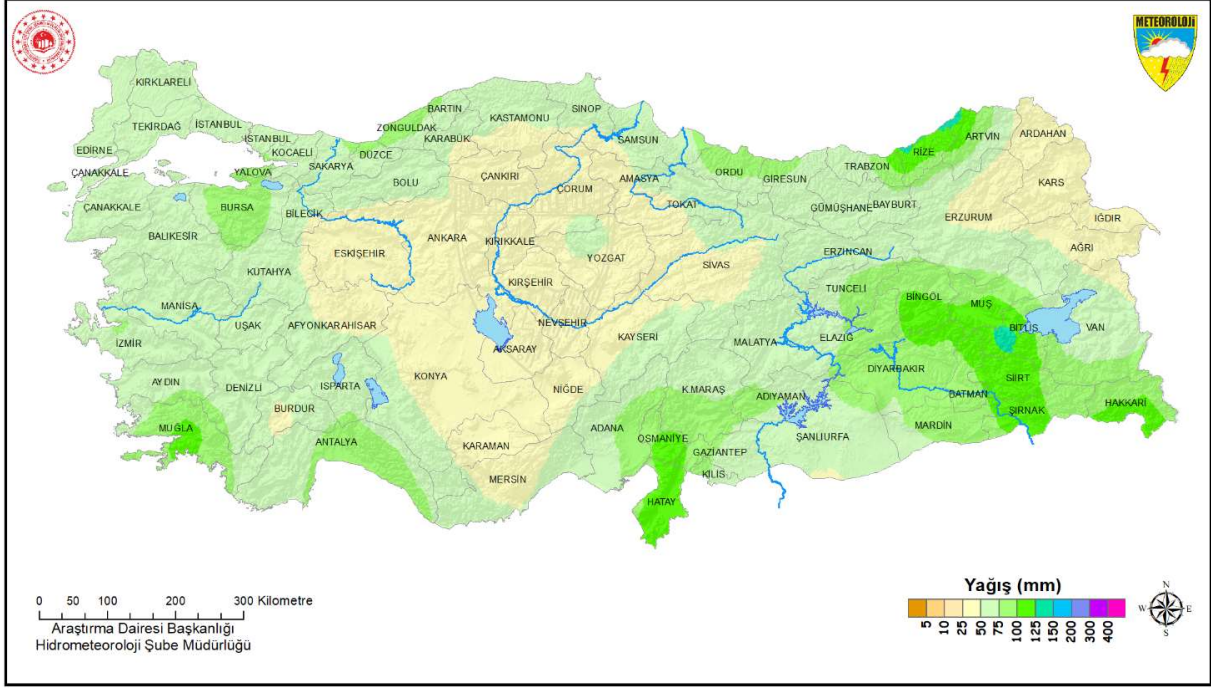 METEOROLOJİ
KIRKLARELİ
TEKİRDAĞ
İSTANBUL
İSTANBUL
EDİRNE
KOCAELİ
ÇANAKKALE
YALOVA
SAKARYA
DÜZCE
ZONGULDAK
BARTIN
KARABÜK
KASTAMONU
SİNOP
SAMSUN
BOLU
ÇANKIRI
ÇORUM
AMASYA
ORDU
GİRESUN
TRABZON
RİZE
ARTVİN
ARDAHAN
KARS
ÇANAKKALE
BURSA
BİLECİK
TOKAT
GÜMÜŞHANE
BAYBURT
ERZURUM
IĞDIR
BALIKESİR
ESKİŞEHİR
ANKARA
KIRIKKALE
YOZGAT
SİVAS
ERZİNCAN
AĞRI
KÜTAHYA
KIRŞEHİR
TUNCELİ
BİNGÖL
MUŞ
MANİSA
UŞAK
AFYONKARAHİSAR
NEVŞEHİR
KAYSERİ
MALATYA
ELAZIĞ
BİTLİS
VAN
İZMİR
AKSARAY
AYDIN
DENİZLİ
ISPARTA
KONYA
NİĞDE
K.MARAŞ
ADIYAMAN
DİYARBAKIR
BATMAN
SİİRT
ŞIRNAK
HAKKARİ
BURDUR
MUĞLA
ANTALYA
KARAMAN
ADANA
OSMANİYE
GAZİANTEP
ŞANLIURFA
MARDİN
KİLİS
MERSİN
HATAY
0 50 100 200 300 Kilometre
Araştırma Dairesi Başkanlığı
Hidrometeoroloji Şube Müdürlüğü
Yağış (mm)
5 10 25 50 75 100 125 150 200 300 400
N
W E
S